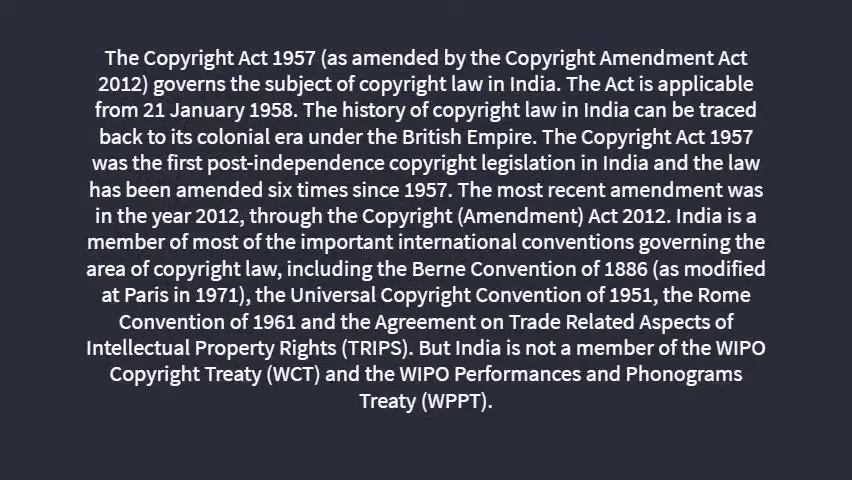 The Copyright Act 1957 (as amended by the Copyright Amendment Act
2012) governs the subject of copyright law in India. The Act is applicable
from 21 January 1958. The history of copyright law in India can be traced
back to its colonial era under the British Empire. The Copyright Act 1957
was the first post-independence copyright legislation in India and the law
has been amended six times since 1957. The most recent amendment was
in the year 2012, through the Copyright (Amendment) Act 2012. India is a
member of most of the important international conventions governing the
area of copyright law, including the Berne Convention of 1886 (as modified
at Paris in 1971), the Universal Copyright Convention of 1951, the Rome
Convention of 1961 and the Agreement on Trade Related Aspects of
Intellectual Property Rights (TRIPS). But India is not a member of the WIPO
Copyright Treaty (WCT) and the WIPO Performances and Phonograms
Treaty (WPPT).